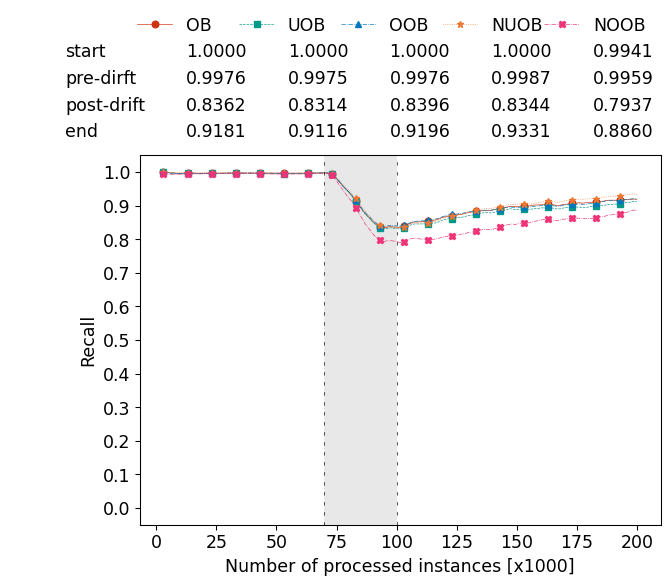 OB UOB OOB NUOB NOOB
start 1.0000 1.0000 1.0000 1.0000 0.9941
pre-dirft 0.9976 0.9975 0.9976 0.9987 0.9959
post-drift 0.8362 0.8314 0.8396 0.8344 0.7937
end 0.9181 0.9116 0.9196 0.9331 0.8860
1.0
0.9
0.8
0.7
0.6
0.5
0.4
0.3
0.2
0.1
0.0
Recall
0 25 50 75 100 125 150 175 200
Number of processed instances [x1000]